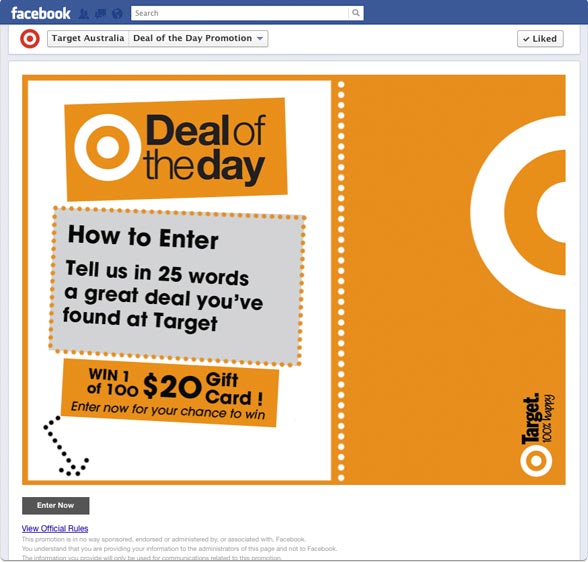 facebook
Search
Target Australia
Deal of the Day Promotion
Liked
Deal of
the day
How to Enter
Tell us in 25 words
a great deal you've
found at Target
WIN 1
of 100
$20
Gift
Card !
Enter now for your chance to win
Target.
100% happy
Enter Now
View Official Rules
This promotion is in no way sponsored, endorsed or administered by, or associated with, Facebook.
You understand that you are providing your information to the administrators of this page and not to Facebook.
The information you provide will only be used for communications related to this promotion.